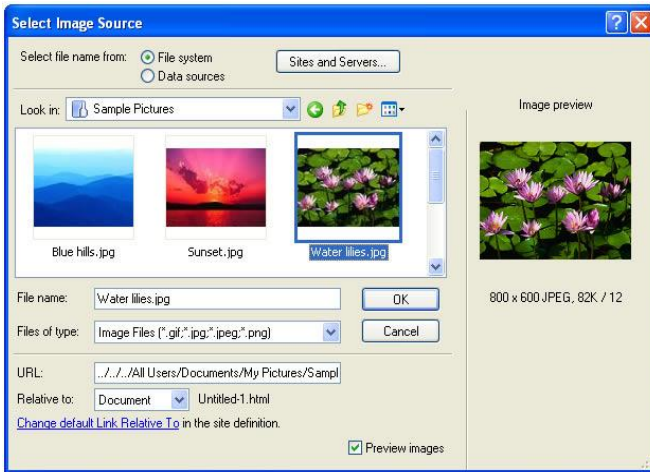 Select Image Source
Select file name from: File system Sites and Servers...
Data sources
Look in: Sample Pictures
Image preview
Blue hills.jpg Sunset.jpg Water lilies.jpg
File name: Water lilies.jpg OK
800 x 600 JPEG, 82K / 12
Files of type: Image Files (*.gif;*.jpg;*.jpeg;*.png) Cancel
URL: ../../../All Users/Documents/My Pictures/Sampl
Relative to: Document Untitled-1.html
Change default Link Relative To in the site definition.
Preview images